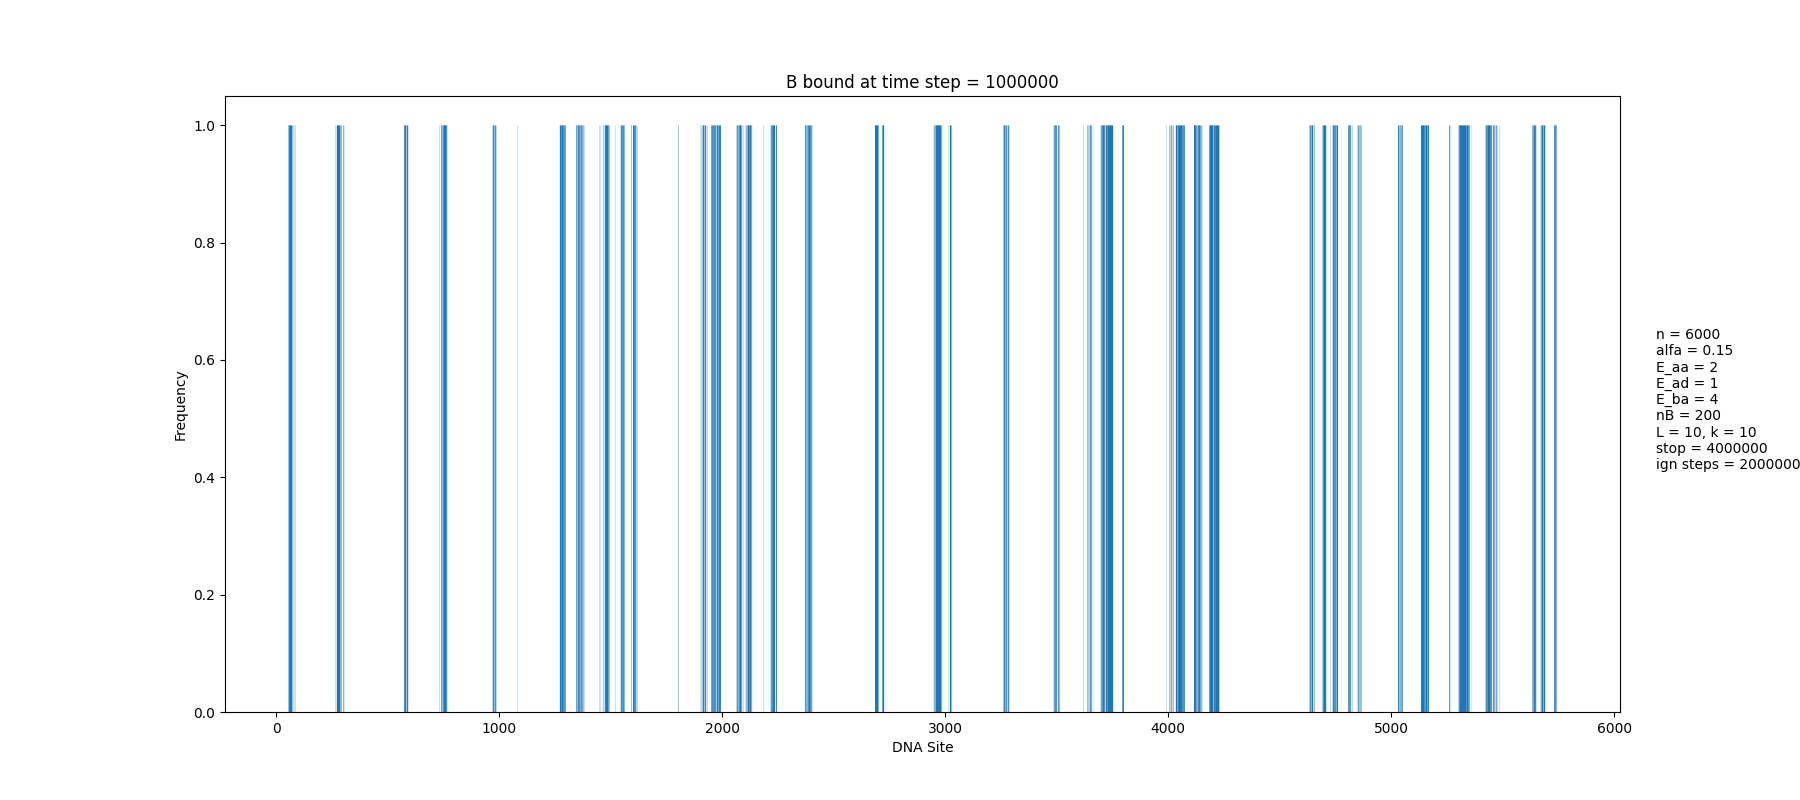 B bound at time step = 1000000
1.0
0.8
0.6
0.4
0.2
0.0
Frequency
0 1000 2000 3000 4000 5000 6000
DNA Site
n = 6000
alfa = 0.15
E_aa = 2
E_ad = 1
E_ba = 4
nB = 200
L = 10, k = 10
stop = 4000000
ign steps = 2000000